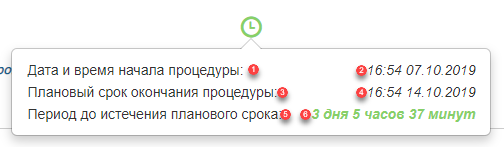 Дата и время начала процедуры: 1 2 16:54 07.10.2019
Плановый срок окончания процедуры: 3 4 16:54 14.10.2019
Период до истечения планового срока: 5 6 3 дня 5 часов 37 минут